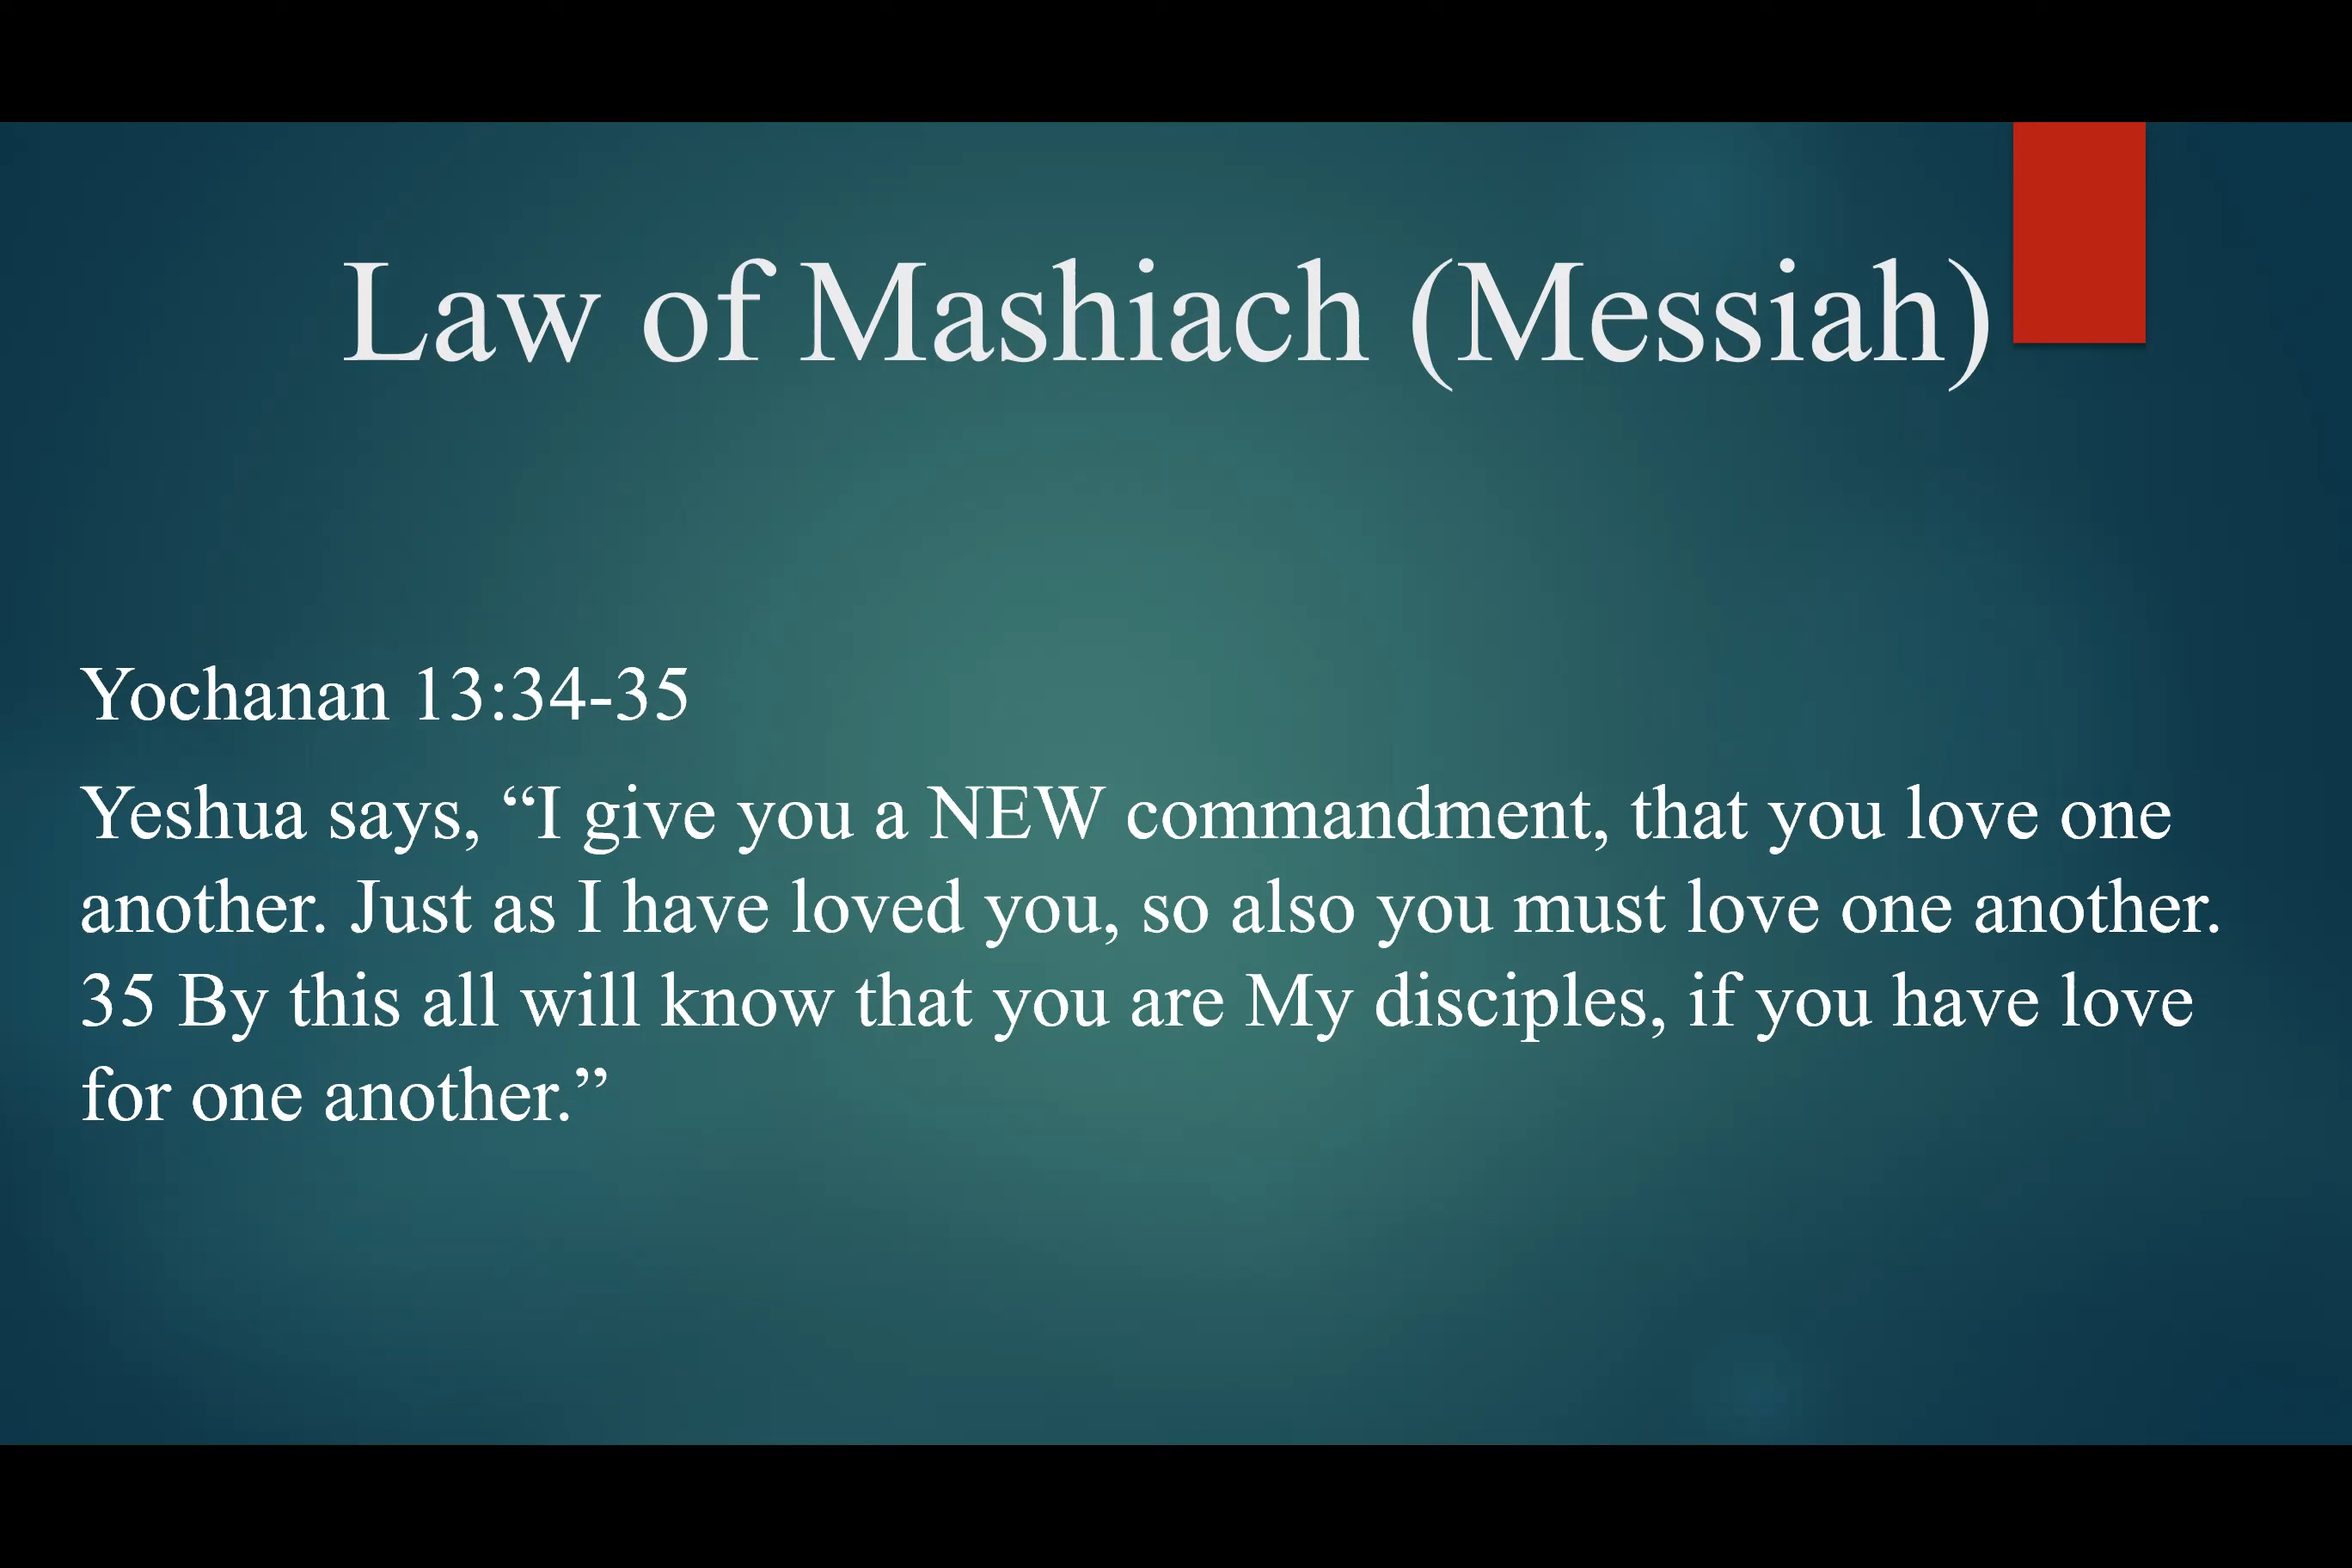 Law of Mashiach (Messiah)
Yochanan 13:34-35
Yeshua says, “I give you a NEW commandment, that you love one
another. Just as I have loved you, so also you must love one another.
35 By this all will know that you are My disciples, if you have love
for one another.”